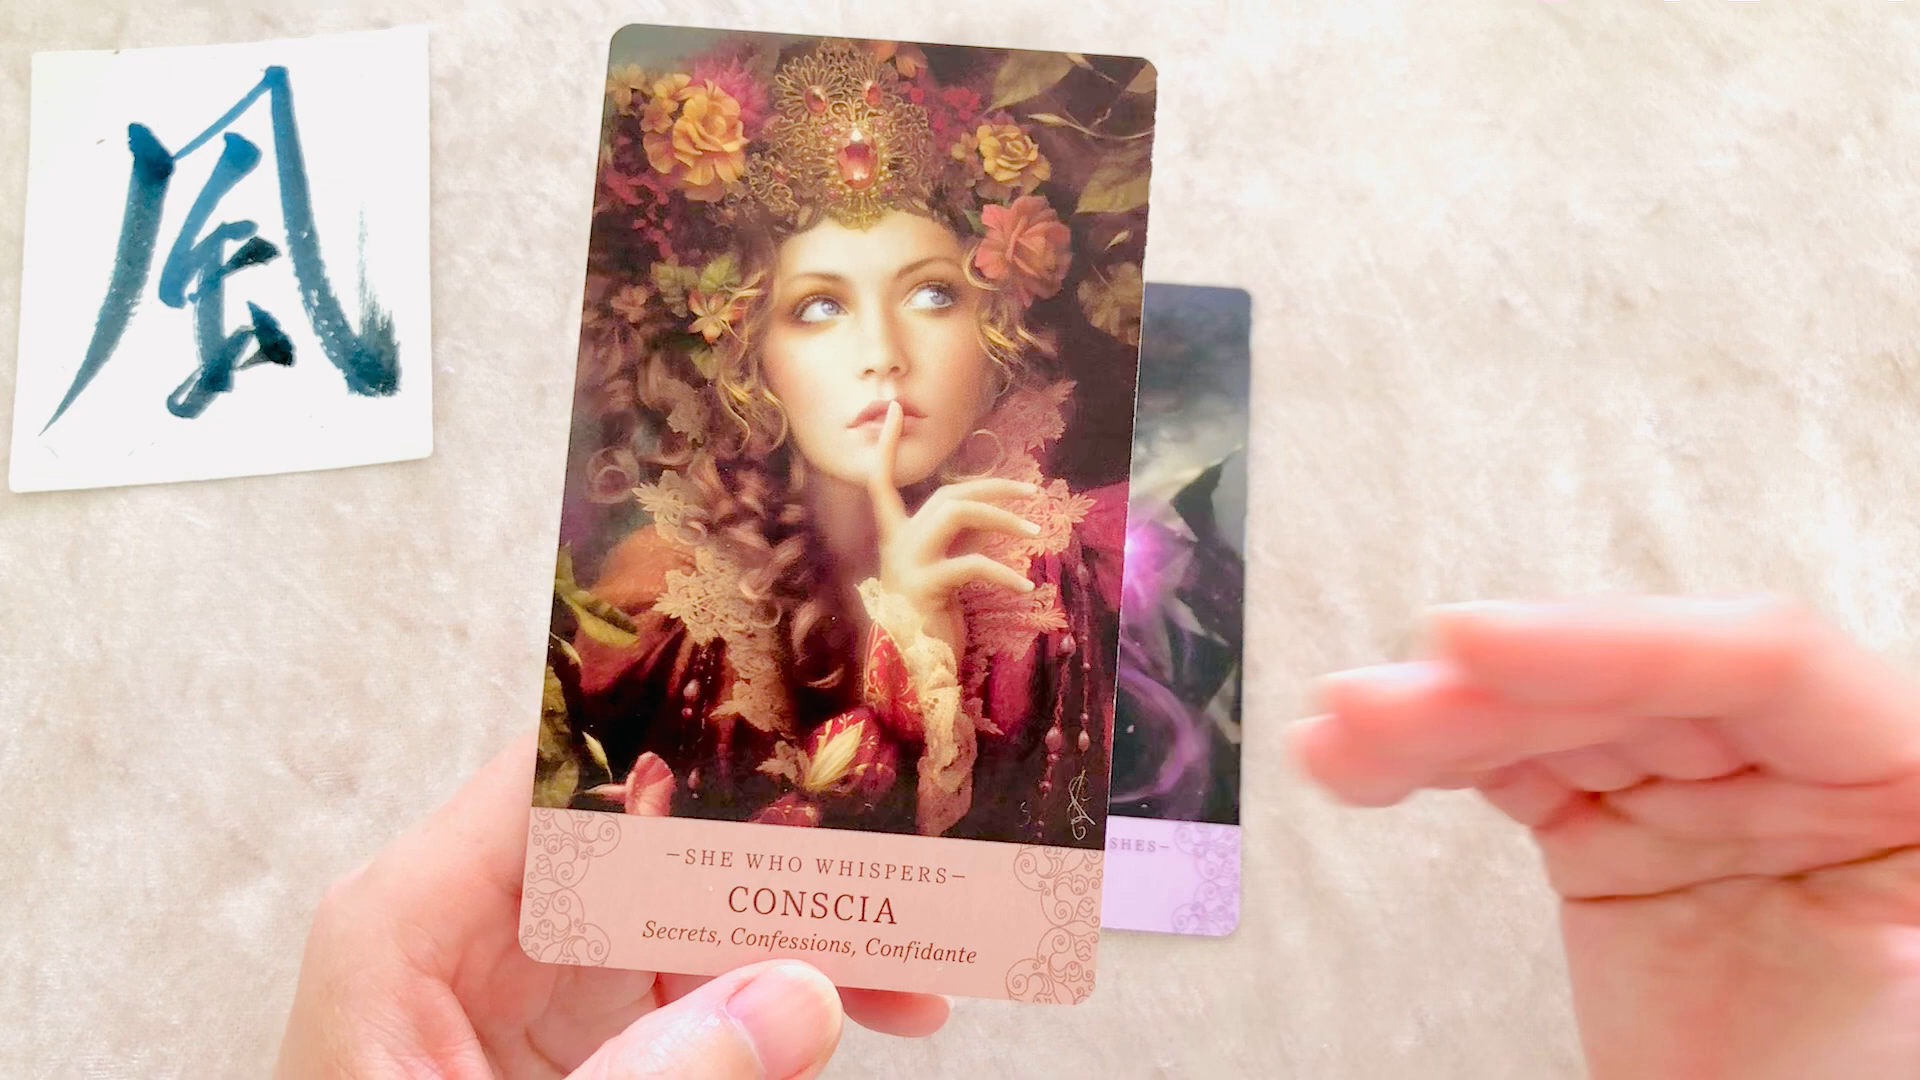 風
–SHE WHO WHISPERS–
CONSCIA
Secrets, Confessions, Confidante
SHES–